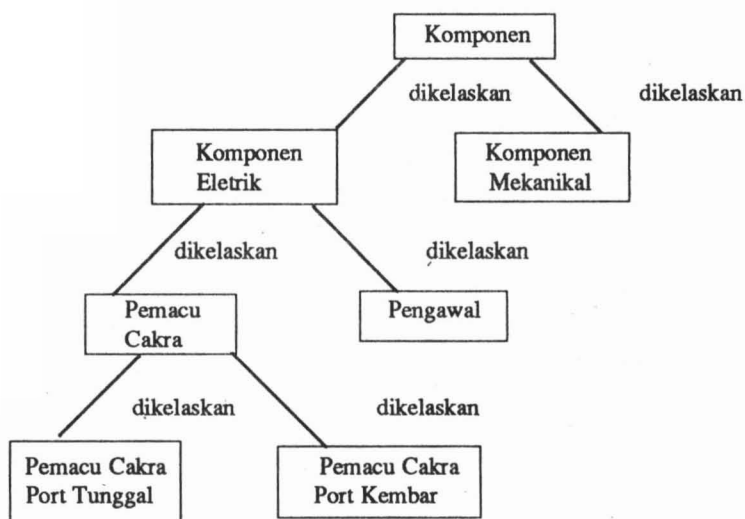 Komponen
dikelaskan
dikelaskan
Komponen
Eletrik
Komponen
Mekanikal
dikelaskan
dikelaskan
Pemacu
Cakra
Pengawal
dikelaskan
dikelaskan
Pemacu Cakra
Port Tunggal
Pemacu Cakra
Port Kembar